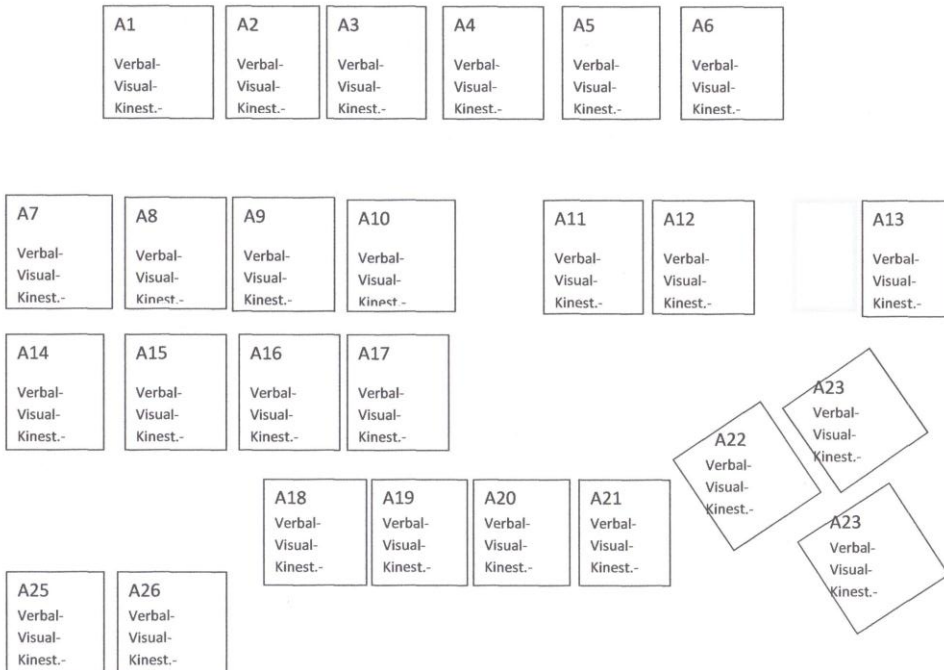 A1
Verbal-
Visual-
Kinest.-
A2
Verbal-
Visual-
Kinest.-
A3
Verbal-
Visual-
Kinest.-
A4
Verbal-
Visual-
Kinest.-
A5
Verbal-
Visual-
Kinest.-
A6
Verbal-
Visual-
Kinest.-
A7
Verbal-
Visual-
Kinest.-
A8
Verbal-
Visual-
Kinest.-
A9
Verbal-
Visual-
Kinest.-
A10
Verbal-
Visual-
Kinest.-
A11
Verbal-
Visual-
Kinest.-
A12
Verbal-
Visual-
Kinest.-
A13
Verbal-
Visual-
Kinest.-
A14
Verbal-
Visual-
Kinest.-
A15
Verbal-
Visual-
Kinest.-
A16
Verbal-
Visual-
Kinest.-
A17
Verbal-
Visual-
Kinest.-
A23
Verbal-
Visual-
Kinest.-
A22
Verbal-
Visual-
Kinest.-
A18
Verbal-
Visual-
Kinest.-
A19
Verbal-
Visual-
Kinest.-
A20
Verbal-
Visual-
Kinest.-
A21
Verbal-
Visual-
Kinest.-
A23
Verbal-
Visual-
Kinest.-
A25
Verbal-
Visual-
Kinest.-
A26
Verbal-
Visual-
Kinest.-